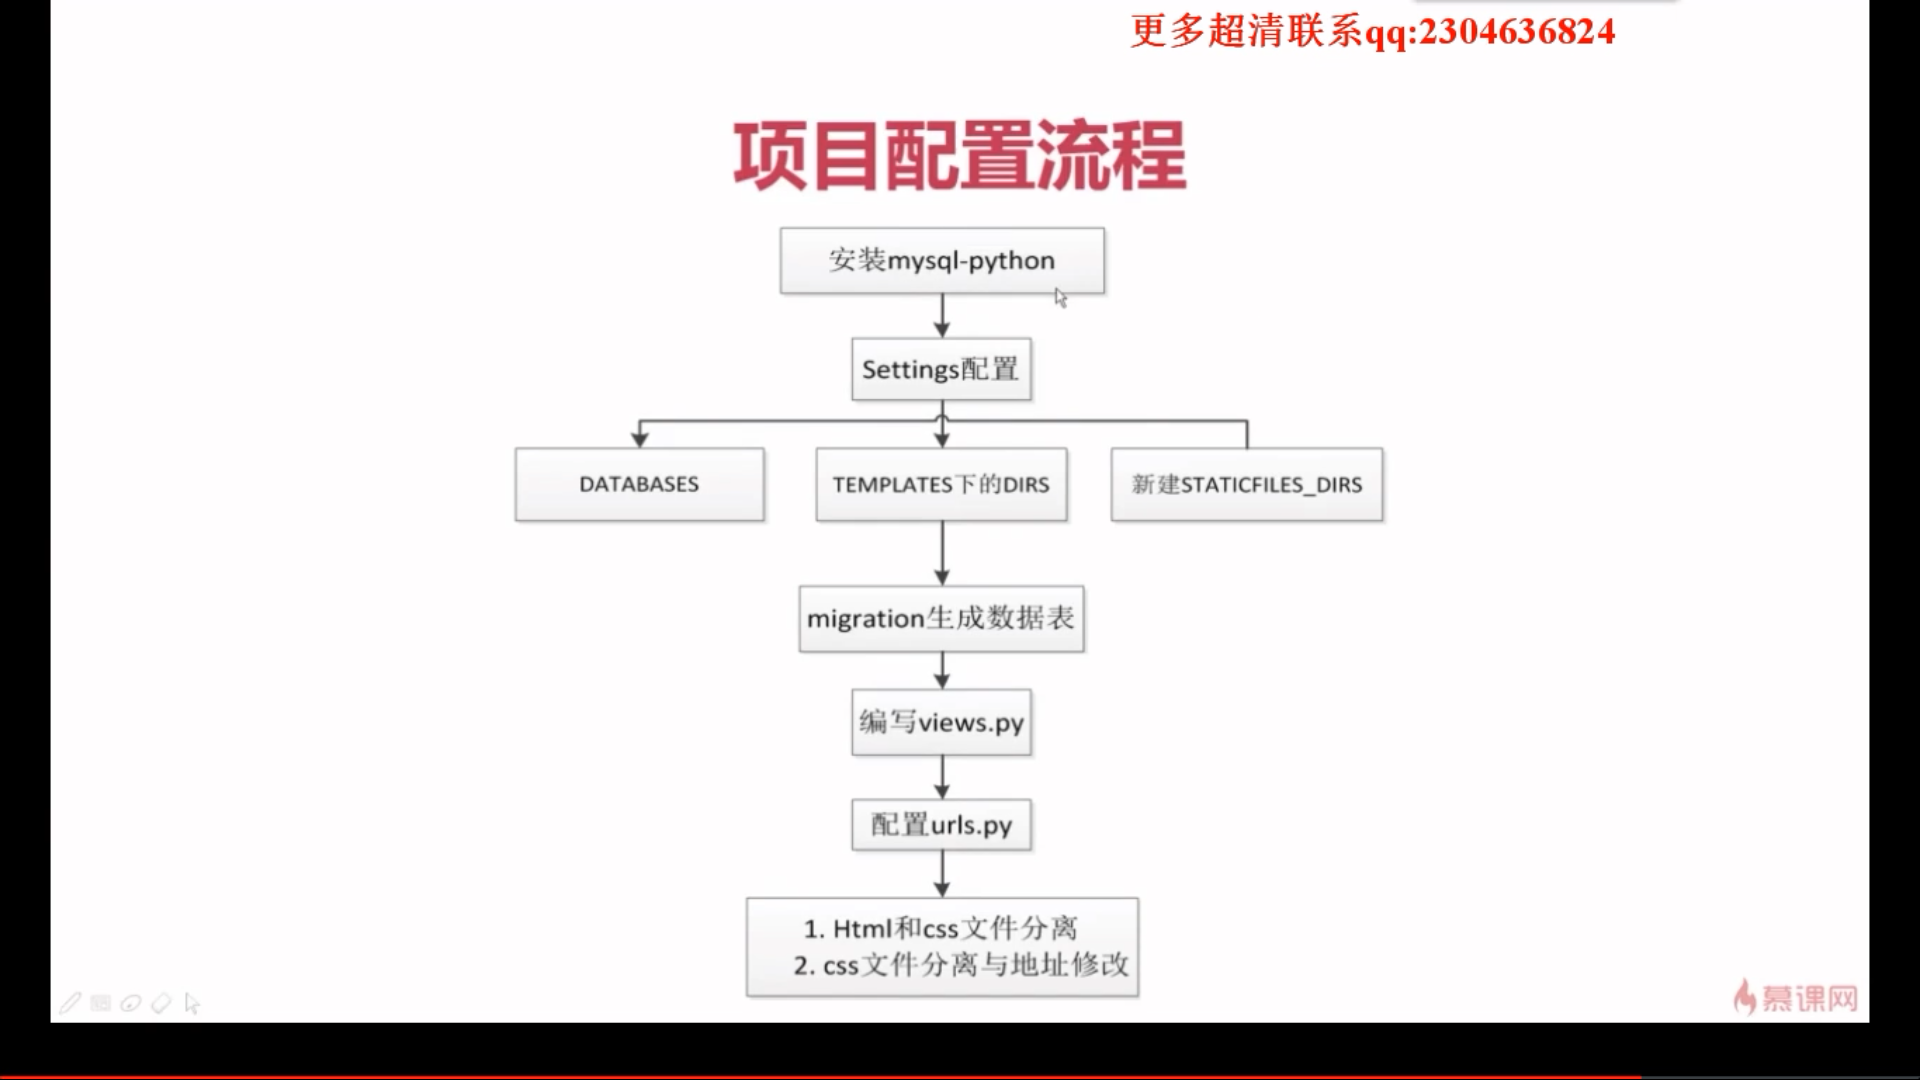 更多超清联系qq:2304636824
项目配置流程
安装mysql-python
Settings配置
DATABASES
TEMPLATES下的DIRS
新建STATICFILES_DIRS
migration生成数据表
编写views.py
配置urls.py
1. Html和css文件分离
2. css文件分离与地址修改
慕课网